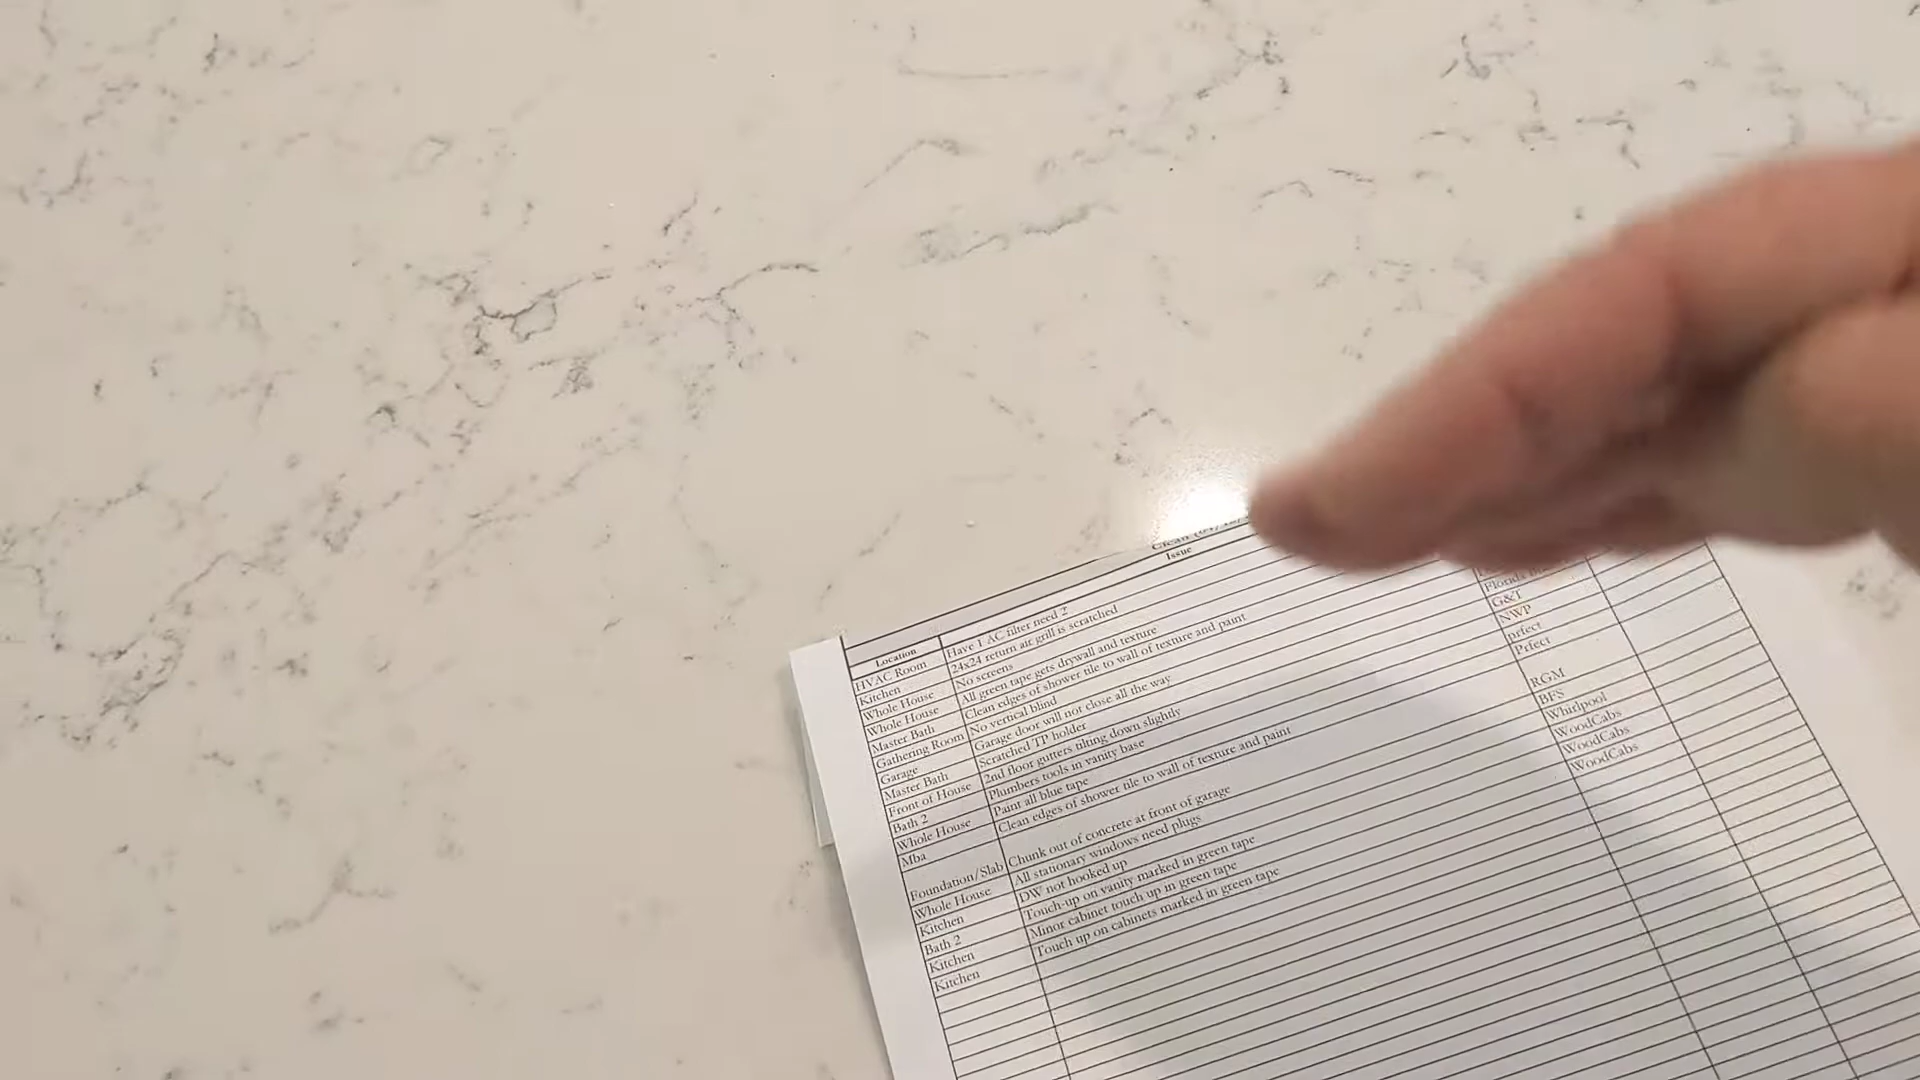 Issue
Location
HVAC Room Have 1 AC filter need 2
Kitchen 24x24 return air grill is scratched
Whole House No screens
Whole House All green tape gets drywall and texture
Master Bath Clean edges of shower tile to wall of texture and paint
Gathering Room No vertical blind
Garage Garage door will not close all the way
Master Bath Scratched TP holder Florida
Front of House 2nd floor gutters tilting down slightly G&T
Bath 2 Plumbers tools in vanity base NWP
Whole House Paint all blue tape prfect
Mba Clean edges of shower tile to wall of texture and paint Prfect
Foundation/Slab Chunk out of concrete at front of garage RGM
Whole House All stationary windows need plugs BFS
Kitchen DW not hooked up Whirlpool
Bath 2 Touch-up on vanity marked in green tape WoodCabs
Kitchen Minor cabinet touch up in green tape WoodCabs
Kitchen Touch up on cabinets marked in green tape WoodCabs